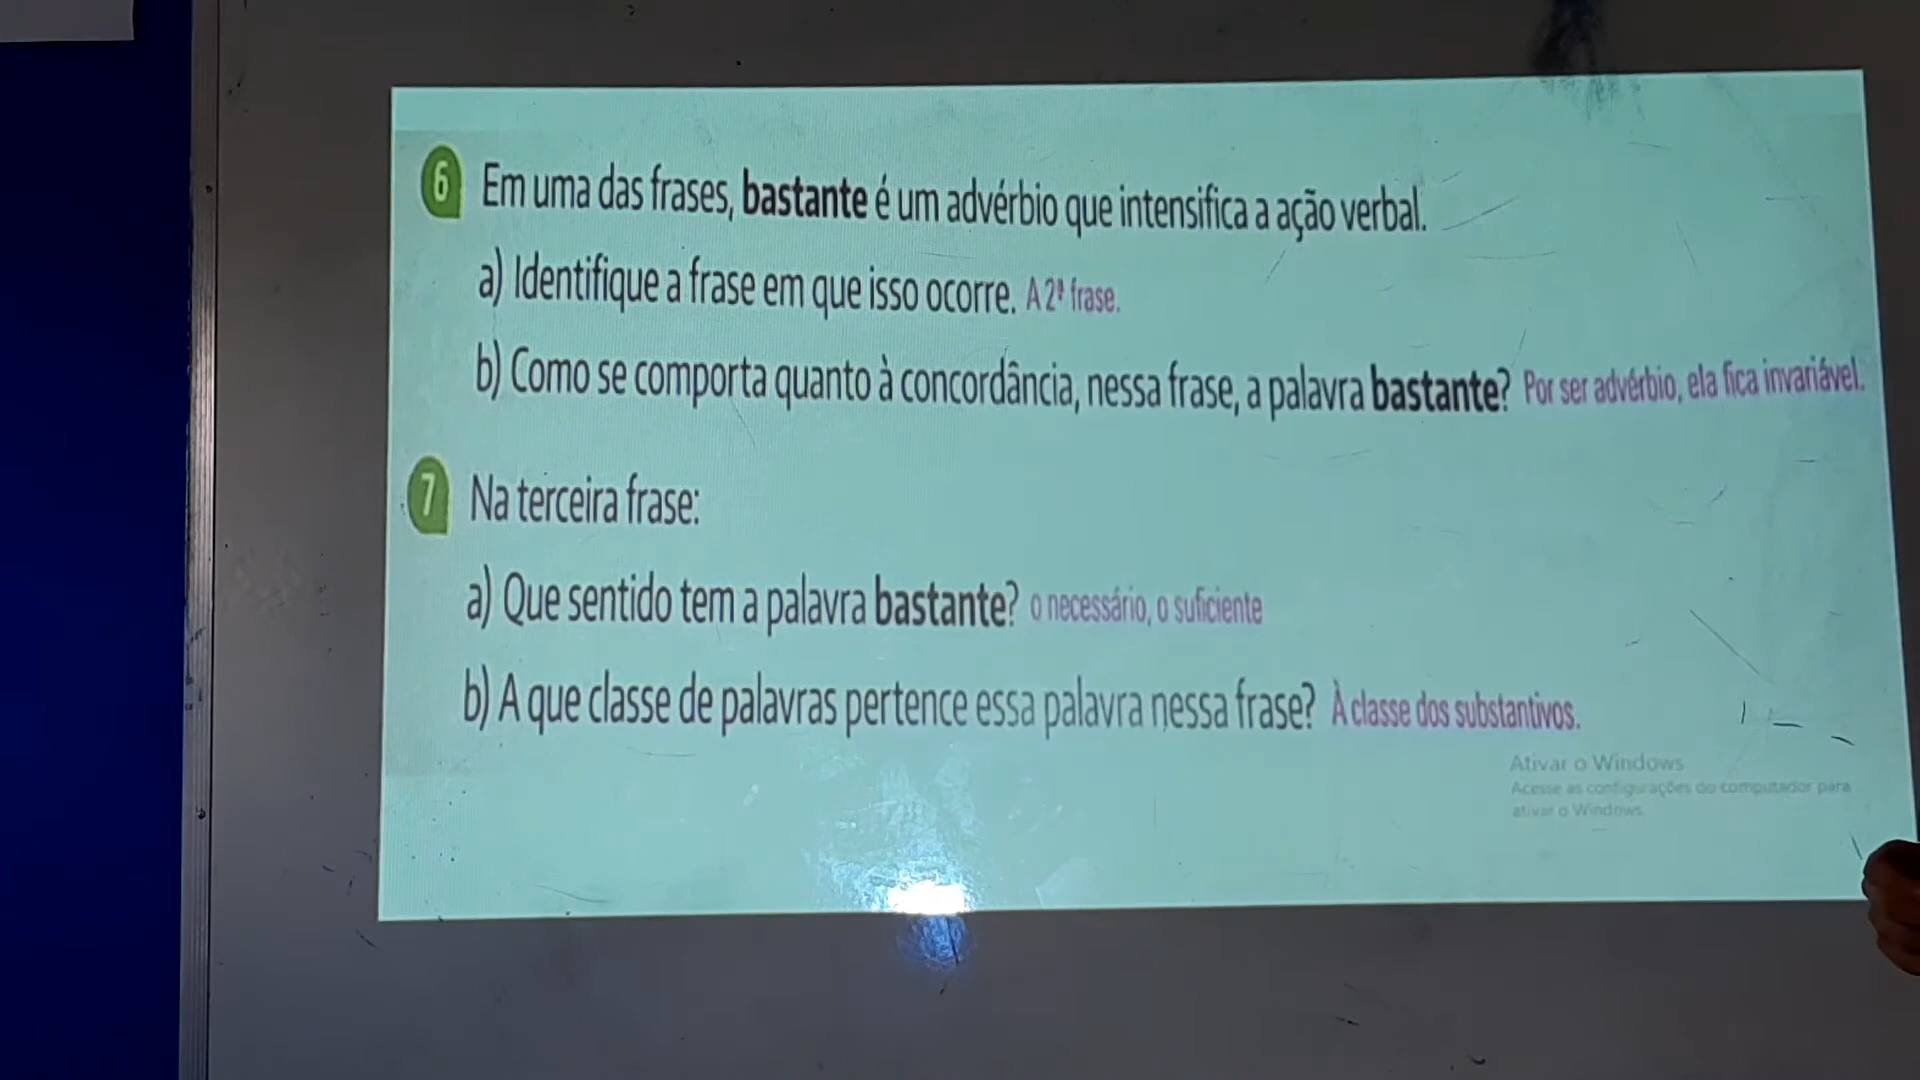 6 Em uma das frases, bastante é um advérbio que intensifica a ação verbal.
a) Identifique a frase em que isso ocorre. A 2ª frase.
b) Como se comporta quanto à concordância, nessa frase, a palavra bastante? Por ser advérbio, ela fica invariável.
7 Na terceira frase:
a) Que sentido tem a palavra bastante? o necessário, o suficiente
b) A que classe de palavras pertence essa palavra nessa frase? À classe dos substantivos.
Ativar o Windows
Acesse as configurações do computador para
ativar o Windows.